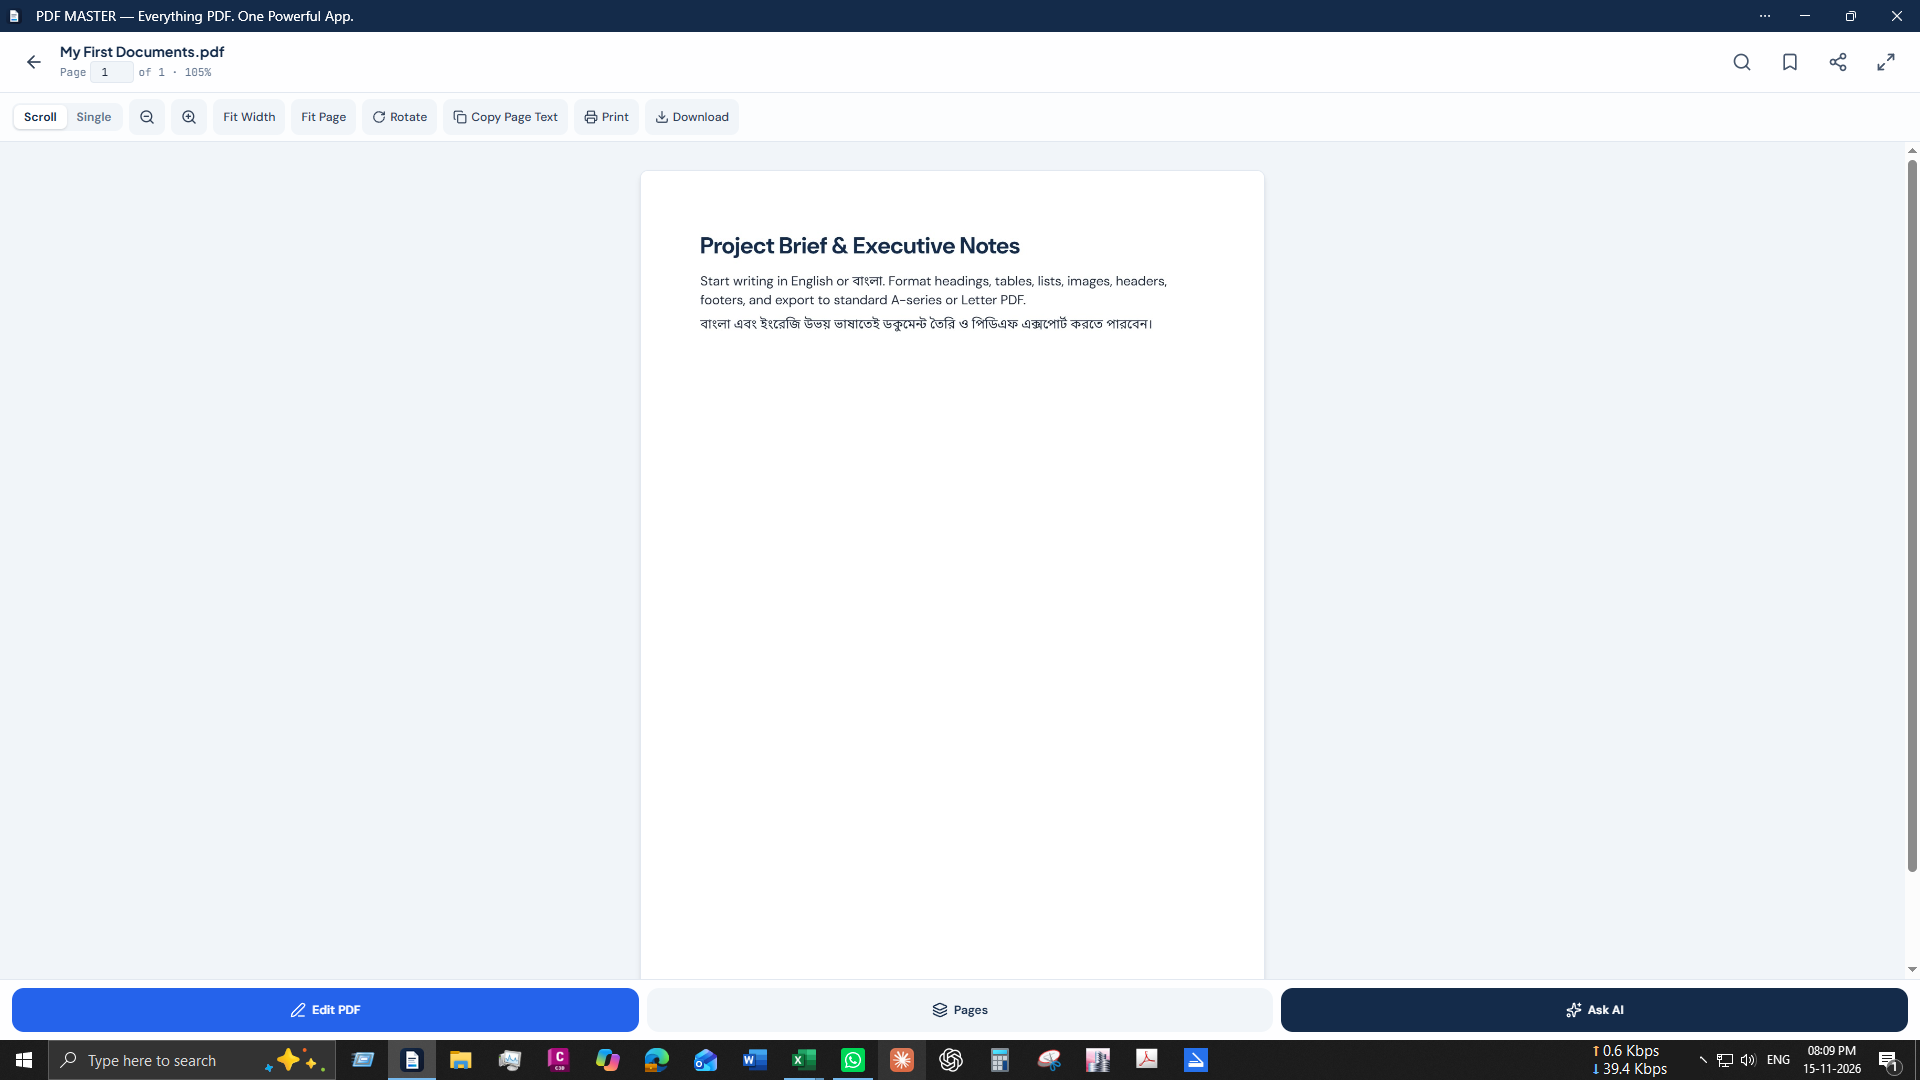 PDF MASTER — Everything PDF. One Powerful App.
My First Documents.pdf
Page 1 of 1 · 105%
Scroll Single Fit Width Fit Page Rotate Copy Page Text Print Download
Project Brief & Executive Notes
Start writing in English or বাংলা. Format headings, tables, lists, images, headers,
footers, and export to standard A-series or Letter PDF.
বাংলা এবং ইংরেজি উভয় ভাষাতেই ডকুমেন্ট তৈরি ও পিডিএফ এক্সপোর্ট করতে পারবেন।
Edit PDF Pages Ask AI
Type here to search
↑ 0.6 Kbps
↓ 39.4 Kbps
ENG
08:09 PM
15-11-2026
1